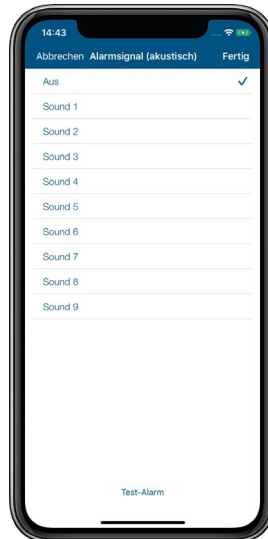 14:43
Abbrechen Alarmsignal (akustisch) Fertig
Aus
Sound 1
Sound 2
Sound 3
Sound 4
Sound 5
Sound 6
Sound 7
Sound 8
Sound 9
Test-Alarm